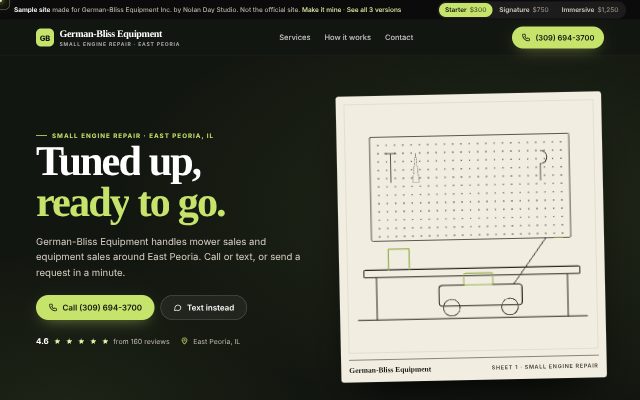 Sample site made for German-Bliss Equipment Inc. by Nolan Day Studio. Not the official site. Make it mine · See all 3 versions
Starter $300 Signature $750 Immersive $1,250
GB German-Bliss Equipment
SMALL ENGINE REPAIR · EAST PEORIA
Services How it works Contact
(309) 694-3700
SMALL ENGINE REPAIR · EAST PEORIA, IL
Tuned up,
ready to go.
German-Bliss Equipment handles mower sales and
equipment sales around East Peoria. Call or text, or send a
request in a minute.
Call (309) 694-3700 Text instead
4.6 ★ ★ ★ ★ ★ from 160 reviews East Peoria, IL
German-Bliss Equipment SHEET 1 · SMALL ENGINE REPAIR